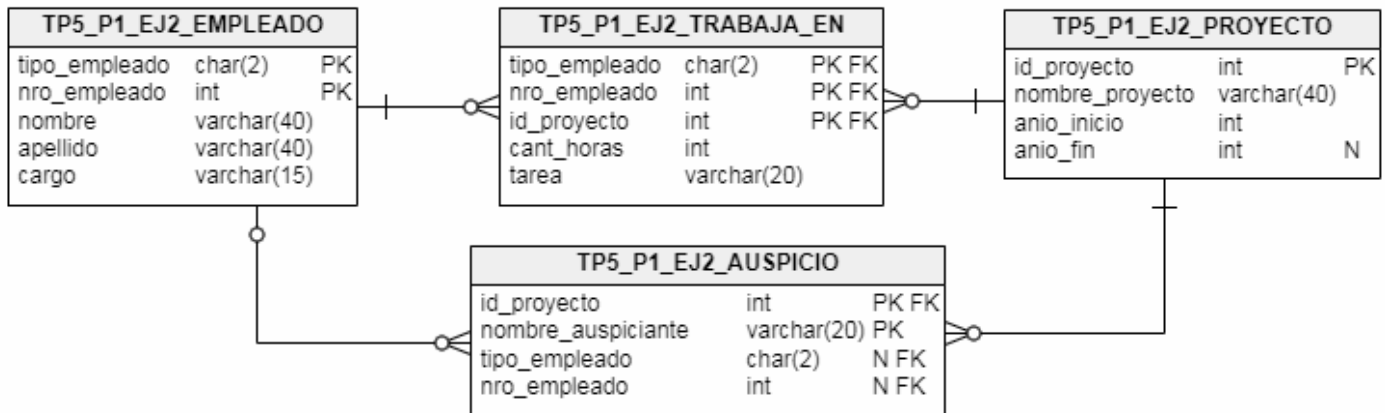 TP5_P1_EJ2_EMPLEADO
tipo_empleado char(2) PK
nro_empleado int PK
nombre varchar(40)
apellido varchar(40)
cargo varchar(15)
TP5_P1_EJ2_TRABAJA_EN
tipo_empleado char(2) PK FK
nro_empleado int PK FK
id_proyecto int PK FK
cant_horas int
tarea varchar(20)
TP5_P1_EJ2_PROYECTO
id_proyecto int PK
nombre_proyecto varchar(40)
anio_inicio int
anio_fin int N
TP5_P1_EJ2_AUSPICIO
id_proyecto int PK FK
nombre_auspiciante varchar(20) PK
tipo_empleado char(2) N FK
nro_empleado int N FK